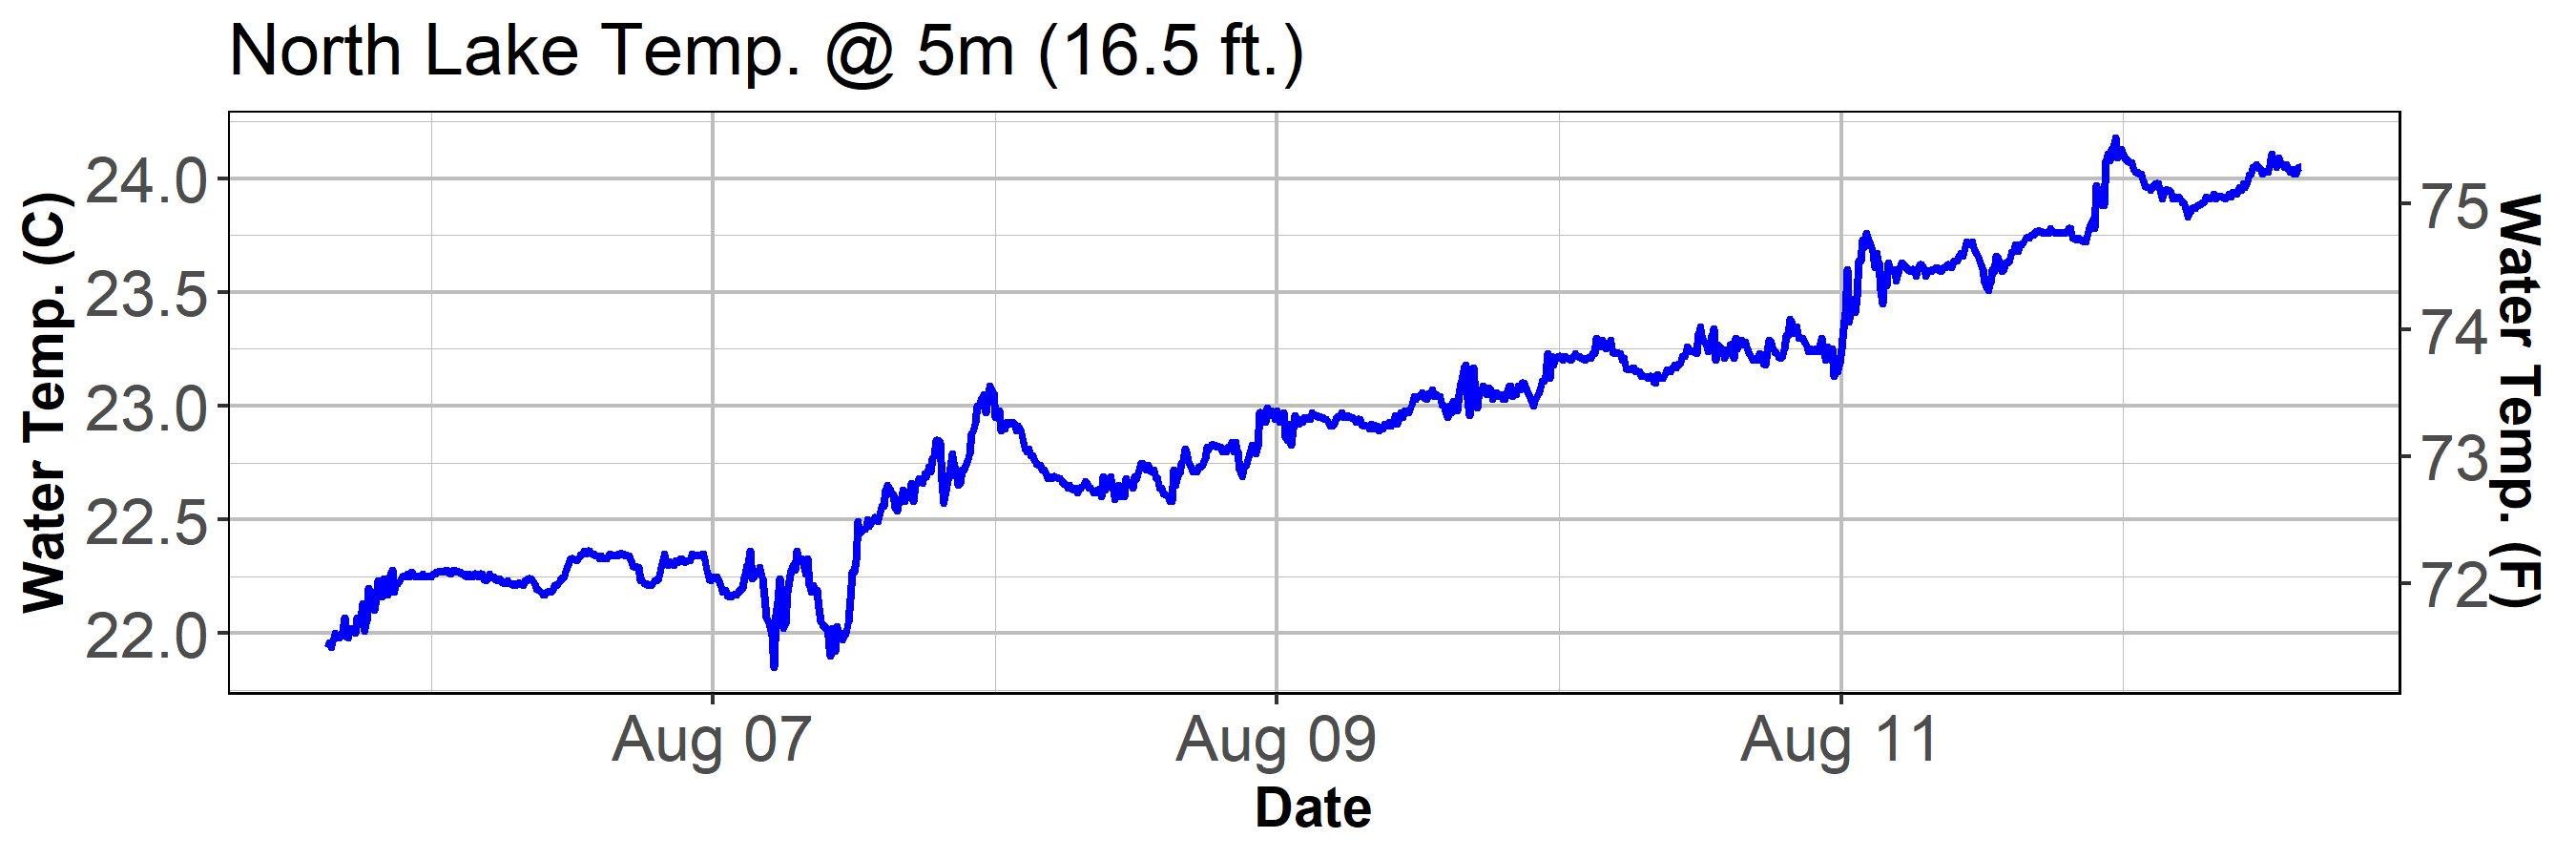 North Lake Temp. @ 5m (16.5 ft.)
Water Temp. (C)
24.0
23.5
23.0
22.5
22.0
75
74
73
72
Water Temp. (F)
Aug 07
Aug 09
Aug 11
Date